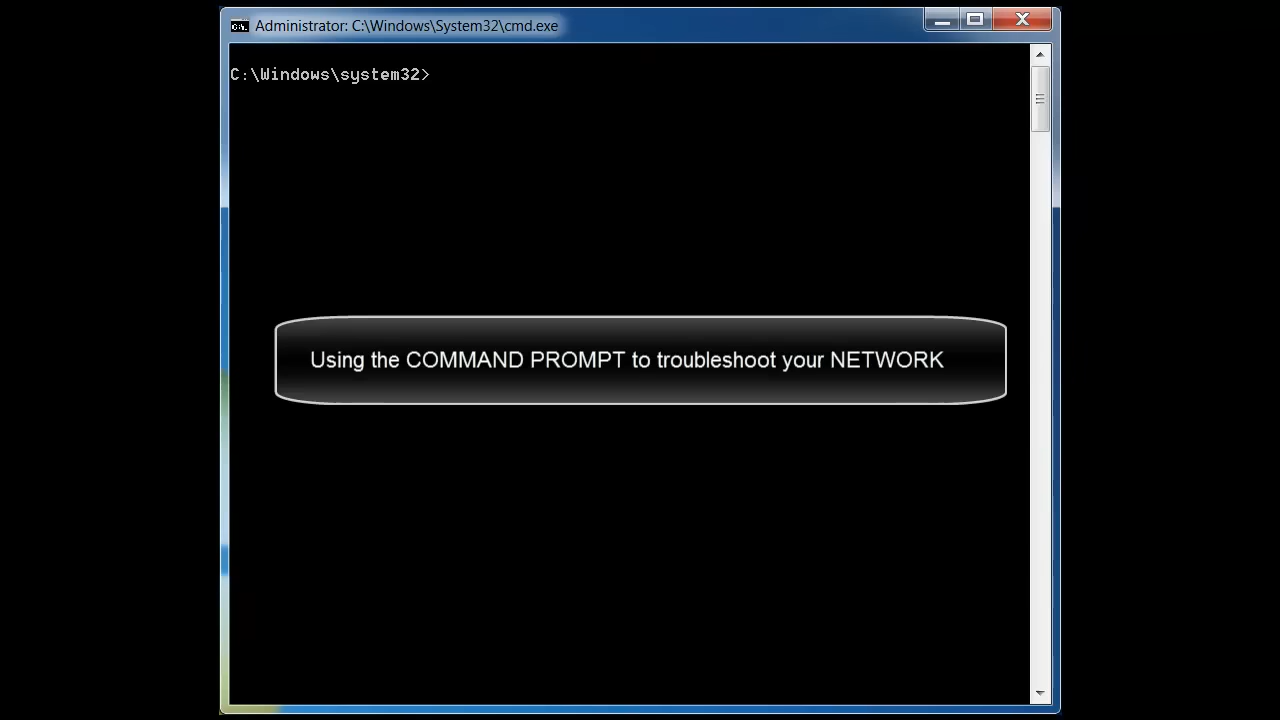 Administrator: C:\Windows\System32\cmd.exe
C:\Windows\system32>
Using the COMMAND PROMPT to troubleshoot your NETWORK